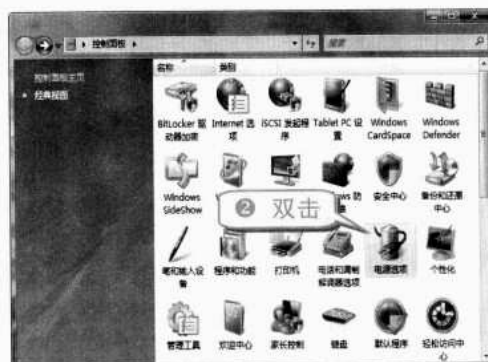 控制面板
搜索
控制面板主页
经典视图
名称 类别
BitLocker 驱动器加密
Internet 选项
iSCSI 发起程序
Tablet PC 设置
Windows CardSpace
Windows Defender
Windows SideShow
安全中心
备份和还原中心
❷ 双击
笔和输入设备
程序和功能
打印机
电话和调制解调器选项
电源选项
个性化
管理工具
欢迎中心
家长控制
键盘
默认程序
轻松访问中心